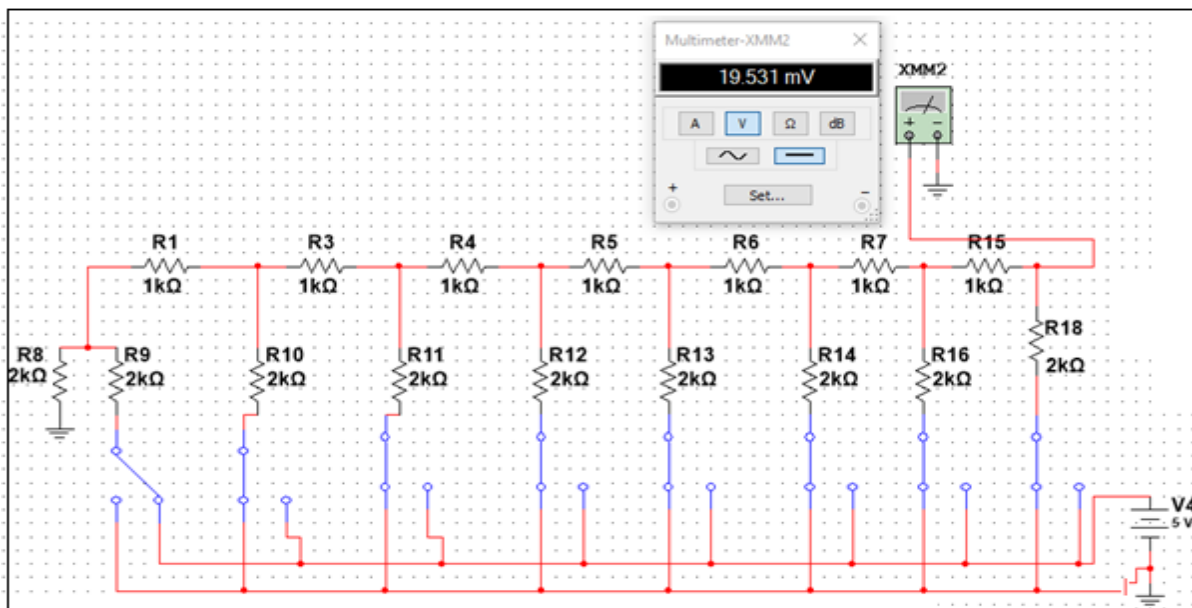 Multimeter-XMM2
19.531 mV
A V Ω dB
+ Set... −
XMM2
+ −
R1 R3 R4 R5 R6 R7 R15
1kΩ 1kΩ 1kΩ 1kΩ 1kΩ 1kΩ 1kΩ
R18
2kΩ
R8 R9 R10 R11 R12 R13 R14 R16
2kΩ 2kΩ 2kΩ 2kΩ 2kΩ 2kΩ 2kΩ 2kΩ
V4
5 V